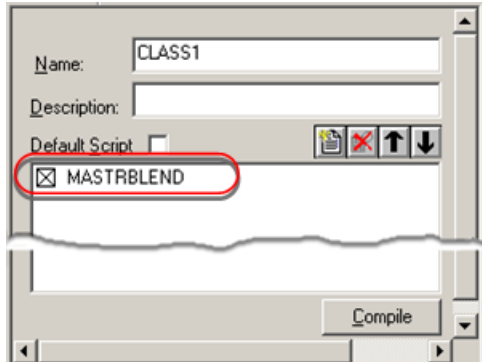 Name: CLASS1
Description:
Default Script
MASTRBLEND
Compile